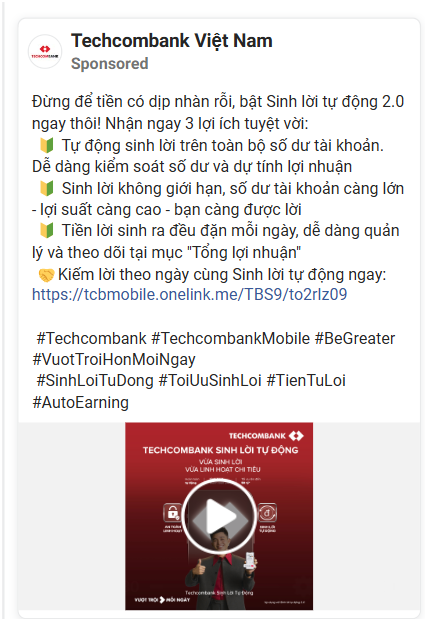 Techcombank Việt Nam
Sponsored
Đừng để tiền có dịp nhàn rỗi, bật Sinh lời tự động 2.0
ngay thôi! Nhận ngay 3 lợi ích tuyệt vời:
🔰 Tự động sinh lời trên toàn bộ số dư tài khoản.
Dễ dàng kiểm soát số dư và dự tính lợi nhuận
🔰 Sinh lời không giới hạn, số dư tài khoản càng lớn
- lợi suất càng cao - bạn càng được lời
🔰 Tiền lời sinh ra đều đặn mỗi ngày, dễ dàng quản
lý và theo dõi tại mục "Tổng lợi nhuận"
🤝 Kiếm lời theo ngày cùng Sinh lời tự động ngay:
https://tcbmobile.onelink.me/TBS9/to2rlz09
#Techcombank #TechcombankMobile #BeGreater
#VuotTroiHonMoiNgay
#SinhLoiTuDong #ToiUuSinhLoi #TienTuLoi
#AutoEarning
TECHCOMBANK
TECHCOMBANK SINH LỜI TỰ ĐỘNG
VỪA SINH LỜI
VỪA LINH HOẠT CHI TIÊU
SINH LỜI
TỰ ĐỘNG
Techcombank Sinh Lời Tự Động
VƯỢT TRỘI MỖI NGÀY